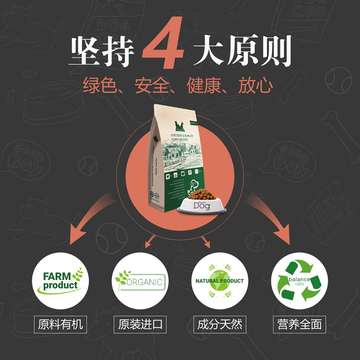 坚持4大原则
绿色、安全、健康、放心
Dog
FARM
product
ORGANIC
NATURAL PRODUCT
balance
100%
原料有机
原装进口
成分天然
营养全面